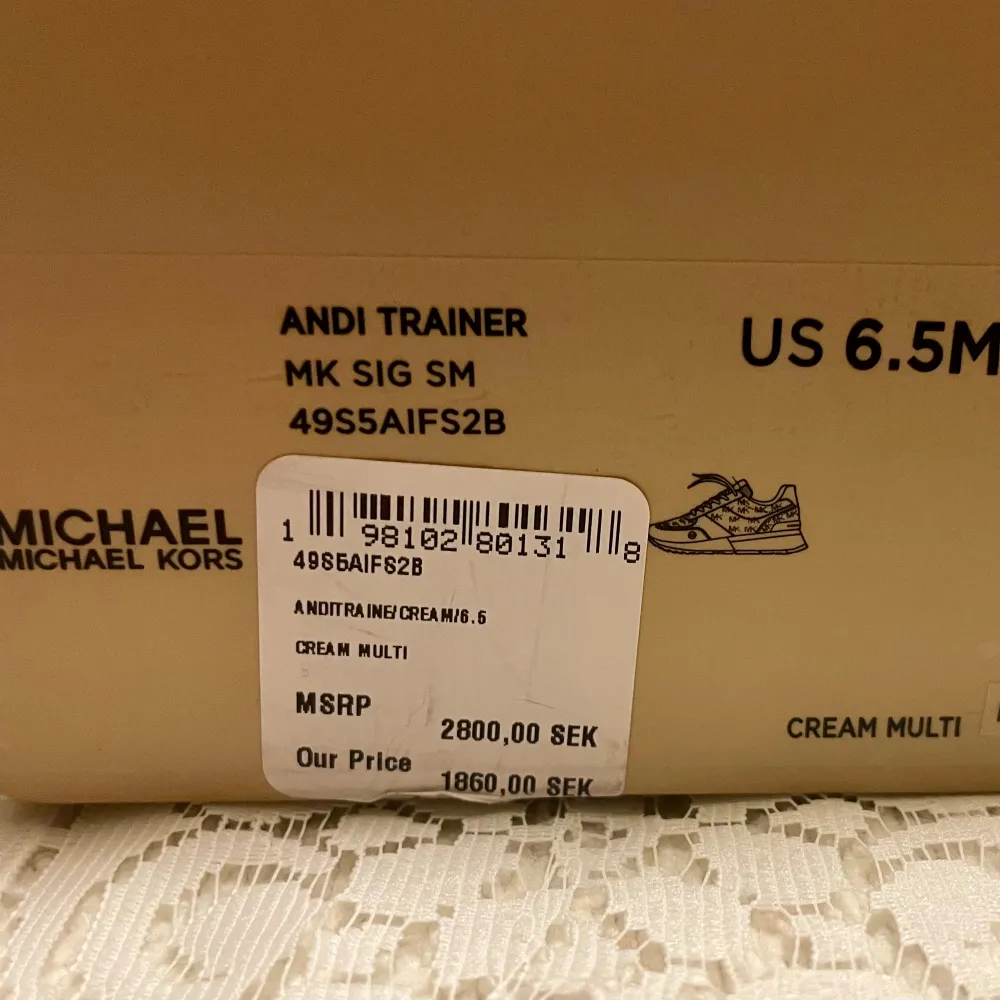 ANDI TRAINER
MK SIG SM
49S5AIFS2B
US 6.5M
MICHAEL
MICHAEL KORS
1 98102 80131 8
49S5AIFS2B
ANDITRAINE/CREAM/6.5
CREAM MULTI
MSRP
2800,00 SEK
Our Price
1860,00 SEK
CREAM MULTI